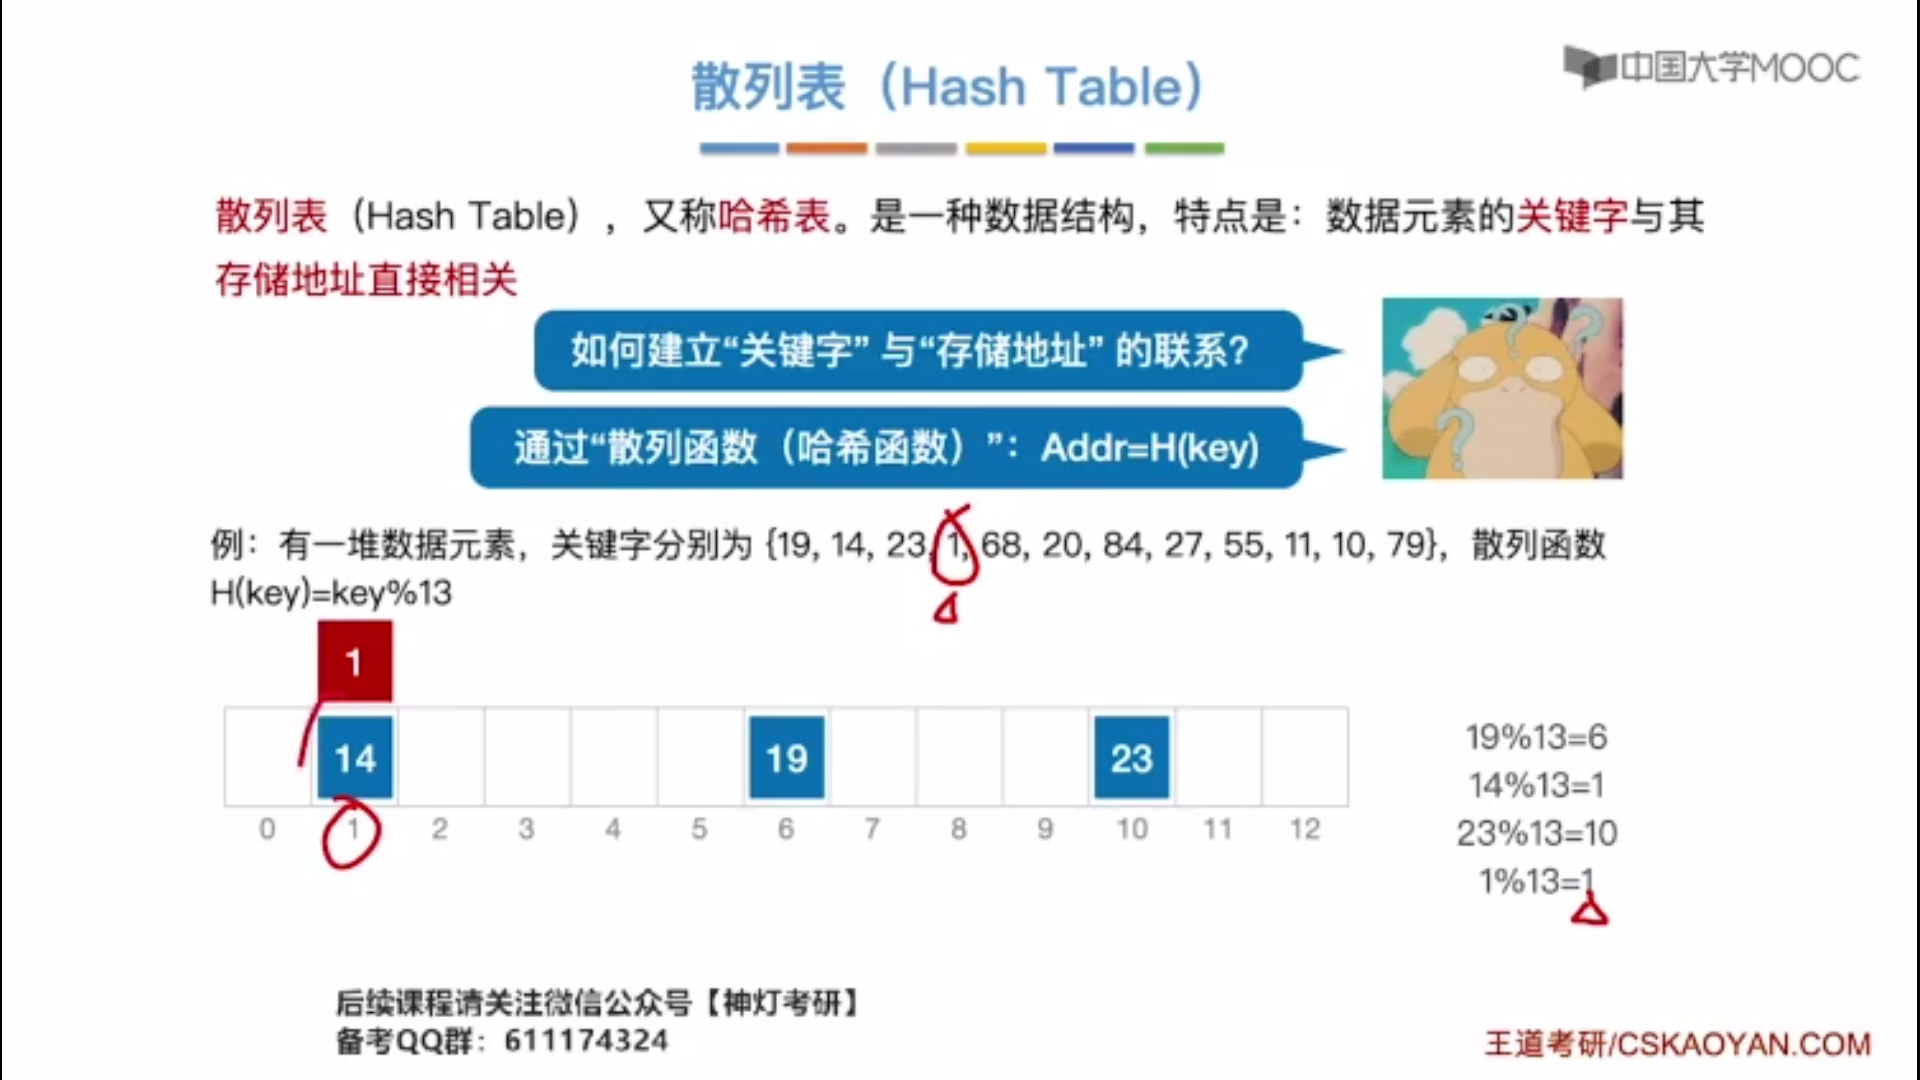 散列表（Hash Table）
中国大学MOOC
散列表（Hash Table），又称哈希表。是一种数据结构，特点是：数据元素的关键字与其
存储地址直接相关
如何建立“关键字” 与“存储地址” 的联系？
通过“散列函数（哈希函数）”：Addr=H(key)
例：有一堆数据元素，关键字分别为 {19, 14, 23, 1, 68, 20, 84, 27, 55, 11, 10, 79}，散列函数
H(key)=key%13
1
14 19 23
0 1 2 3 4 5 6 7 8 9 10 11 12
19%13=6
14%13=1
23%13=10
1%13=1
后续课程请关注微信公众号【神灯考研】
备考QQ群：611174324
王道考研/CSKAOYAN.COM